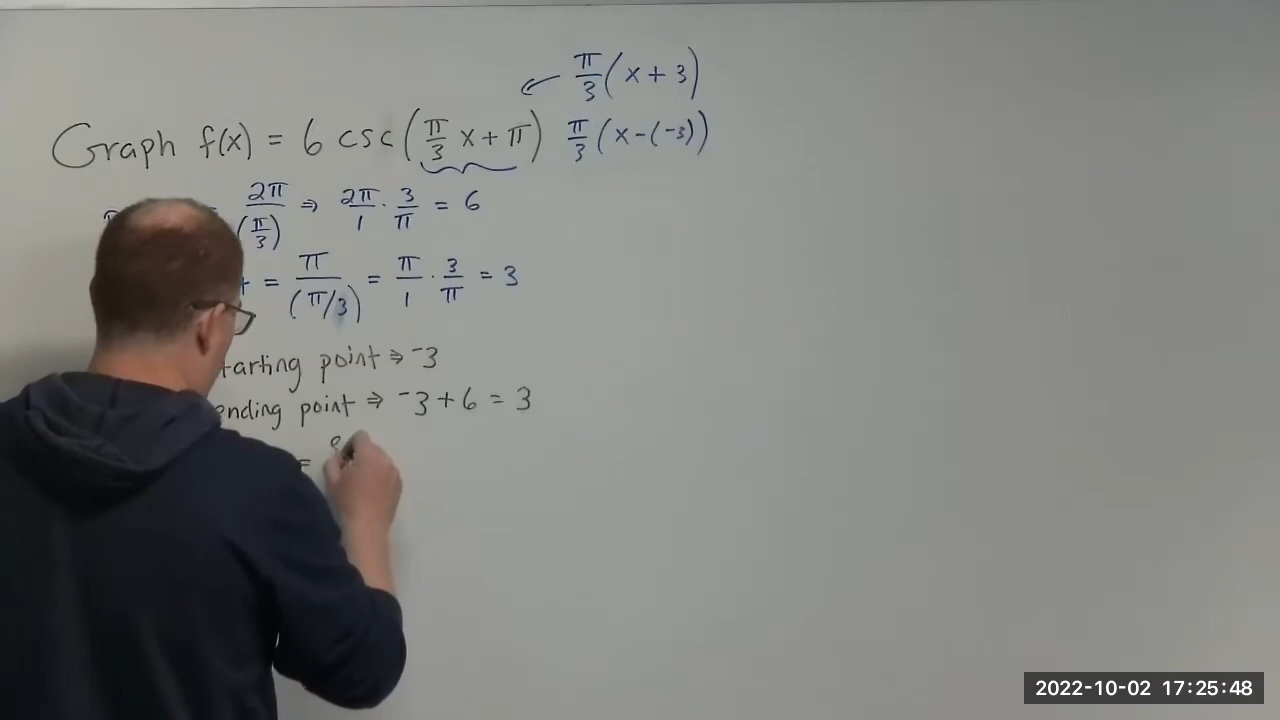 π/3 (x + 3)
Graph f(x) = 6 csc(π/3 x + π) π/3 (x - (-3))
2π/(π/3) ⇒ 2π/1 · 3/π = 6
= π/(π/3) = π/1 · 3/π = 3
tarting point ⇒ -3
ending point ⇒ -3 + 6 = 3
=
2022-10-02 17:25:48